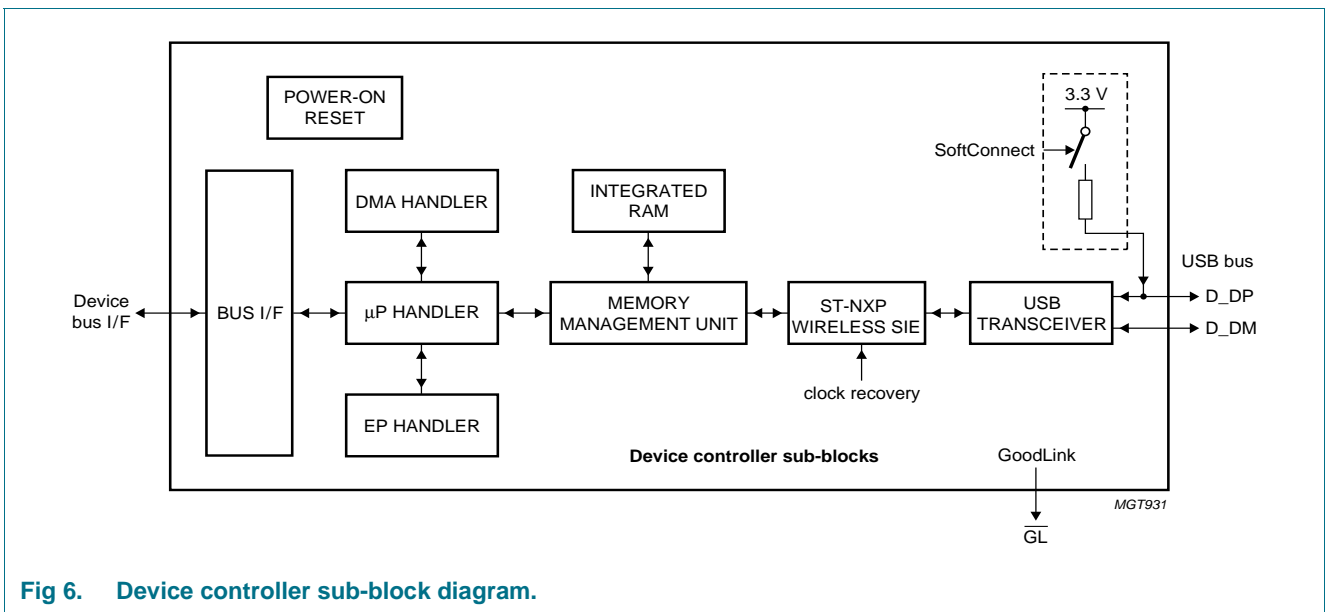 POWER-ON
RESET
3.3 V
SoftConnect
DMA HANDLER
INTEGRATED
RAM
USB bus
Device
bus I/F
BUS I/F
μP HANDLER
MEMORY
MANAGEMENT UNIT
ST-NXP
WIRELESS SIE
USB
TRANSCEIVER
D_DP
D_DM
clock recovery
EP HANDLER
Device controller sub-blocks
GoodLink
MGT931
GL
Fig 6. Device controller sub-block diagram.